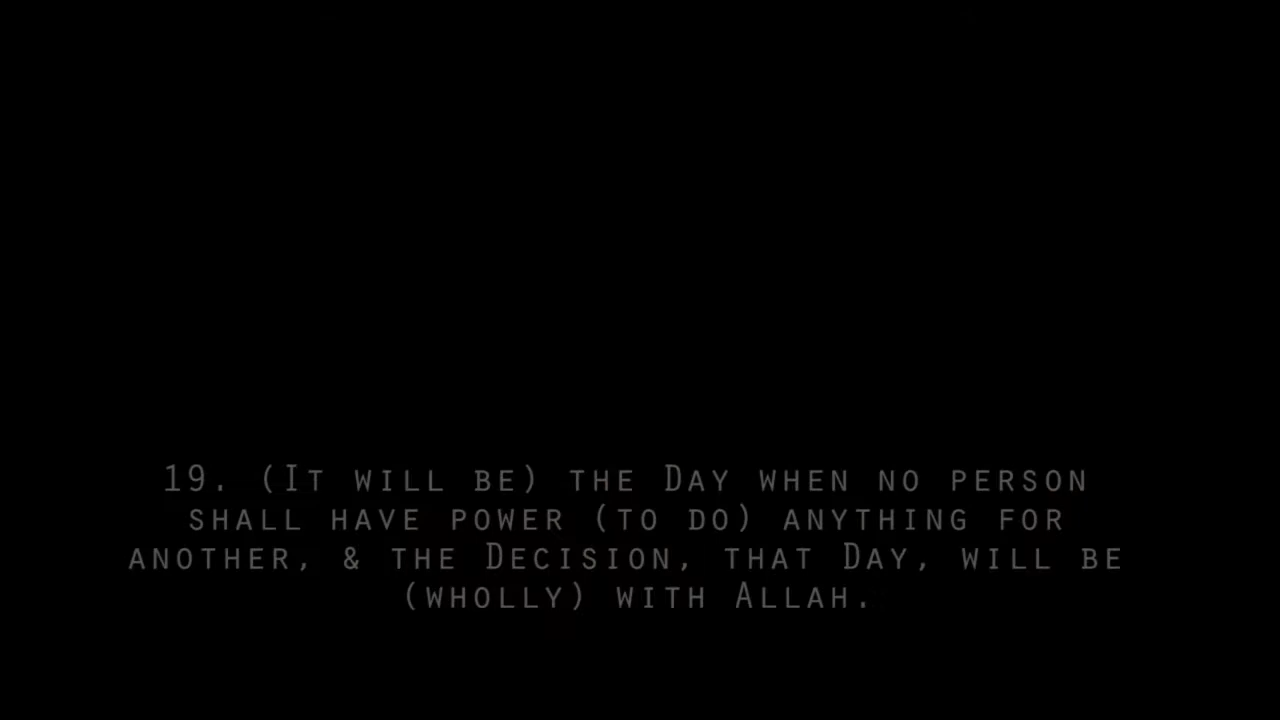 19. (It will be) the Day when no person
shall have power (to do) anything for
another, & the Decision, that Day, will be
(wholly) with Allah.